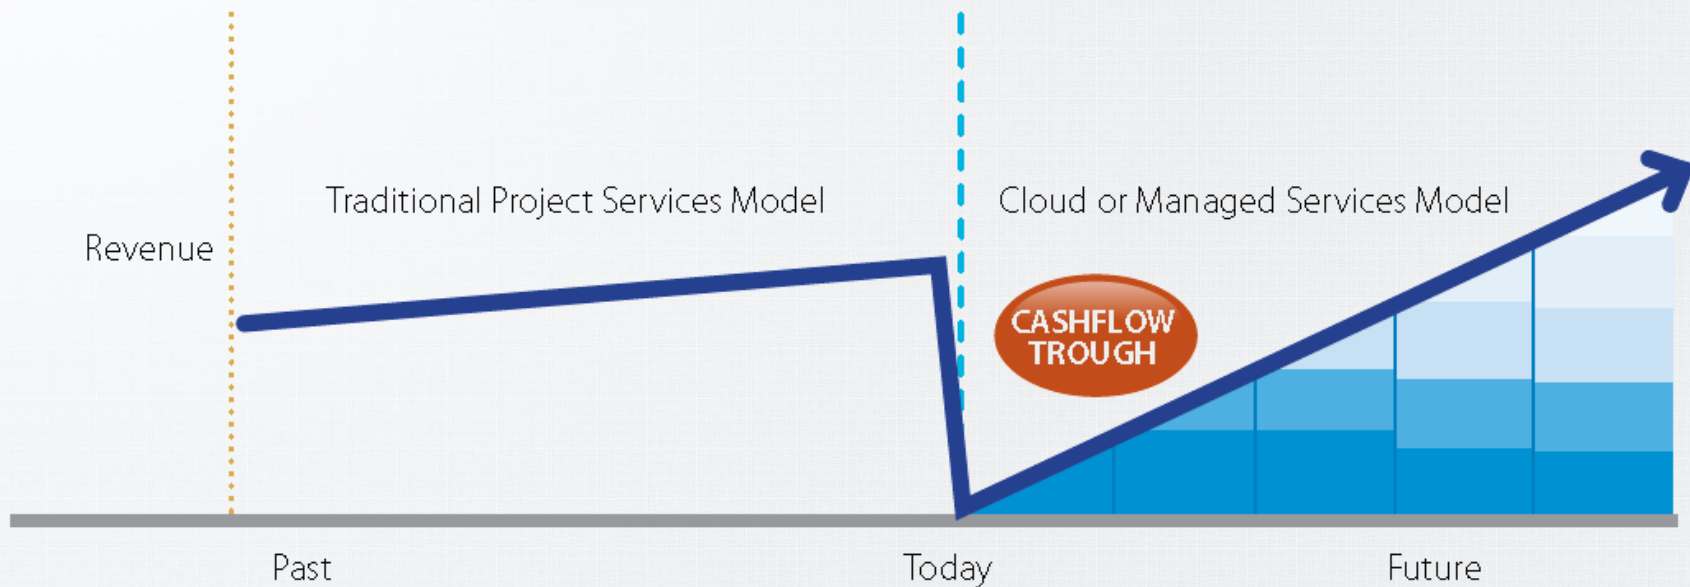 Traditional Project Services Model
Cloud or Managed Services Model
Revenue
CASHFLOW
TROUGH
Past
Today
Future